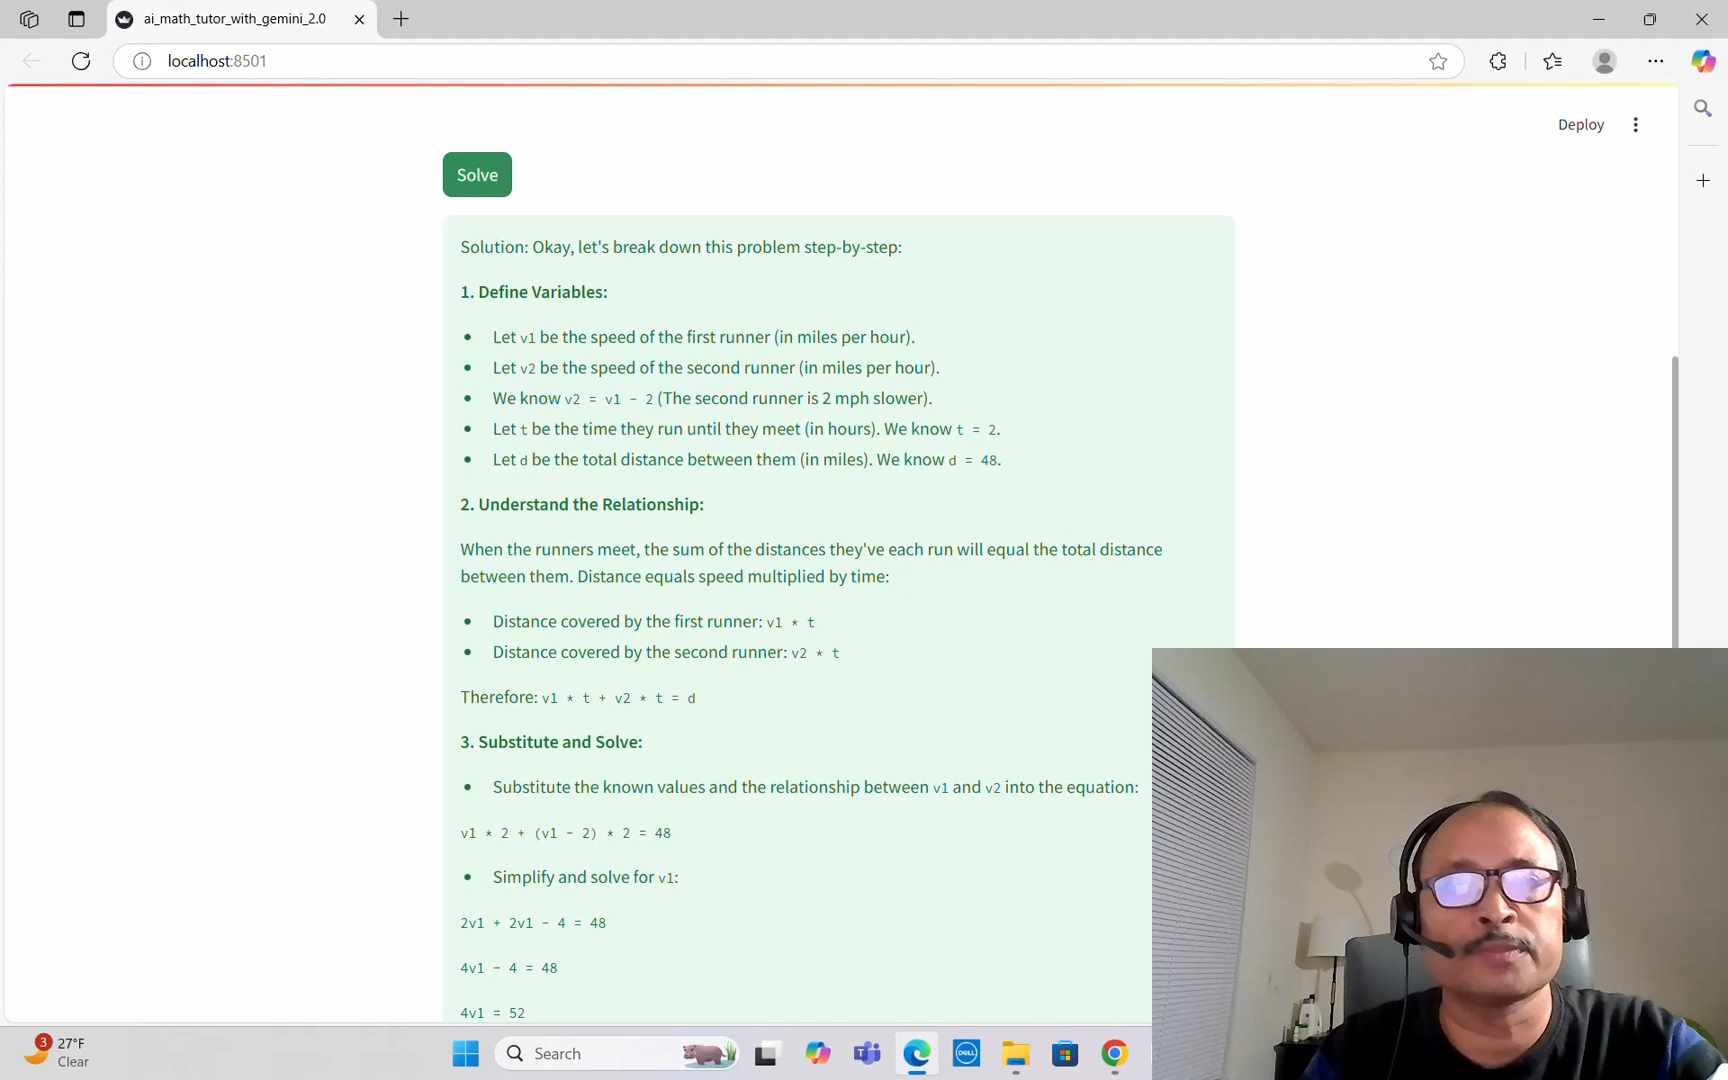 ai_math_tutor_with_gemini_2.0
localhost:8501
Deploy
Solve
Solution: Okay, let's break down this problem step-by-step:
1. Define Variables:
• Let v1 be the speed of the first runner (in miles per hour).
• Let v2 be the speed of the second runner (in miles per hour).
• We know v2 = v1 - 2 (The second runner is 2 mph slower).
• Let t be the time they run until they meet (in hours). We know t = 2.
• Let d be the total distance between them (in miles). We know d = 48.
2. Understand the Relationship:
When the runners meet, the sum of the distances they've each run will equal the total distance
between them. Distance equals speed multiplied by time:
• Distance covered by the first runner: v1 * t
• Distance covered by the second runner: v2 * t
Therefore: v1 * t + v2 * t = d
3. Substitute and Solve:
• Substitute the known values and the relationship between v1 and v2 into the equation:
v1 * 2 + (v1 - 2) * 2 = 48
• Simplify and solve for v1:
2v1 + 2v1 - 4 = 48
4v1 - 4 = 48
4v1 = 52
3
27°F
Clear
Search
DELL